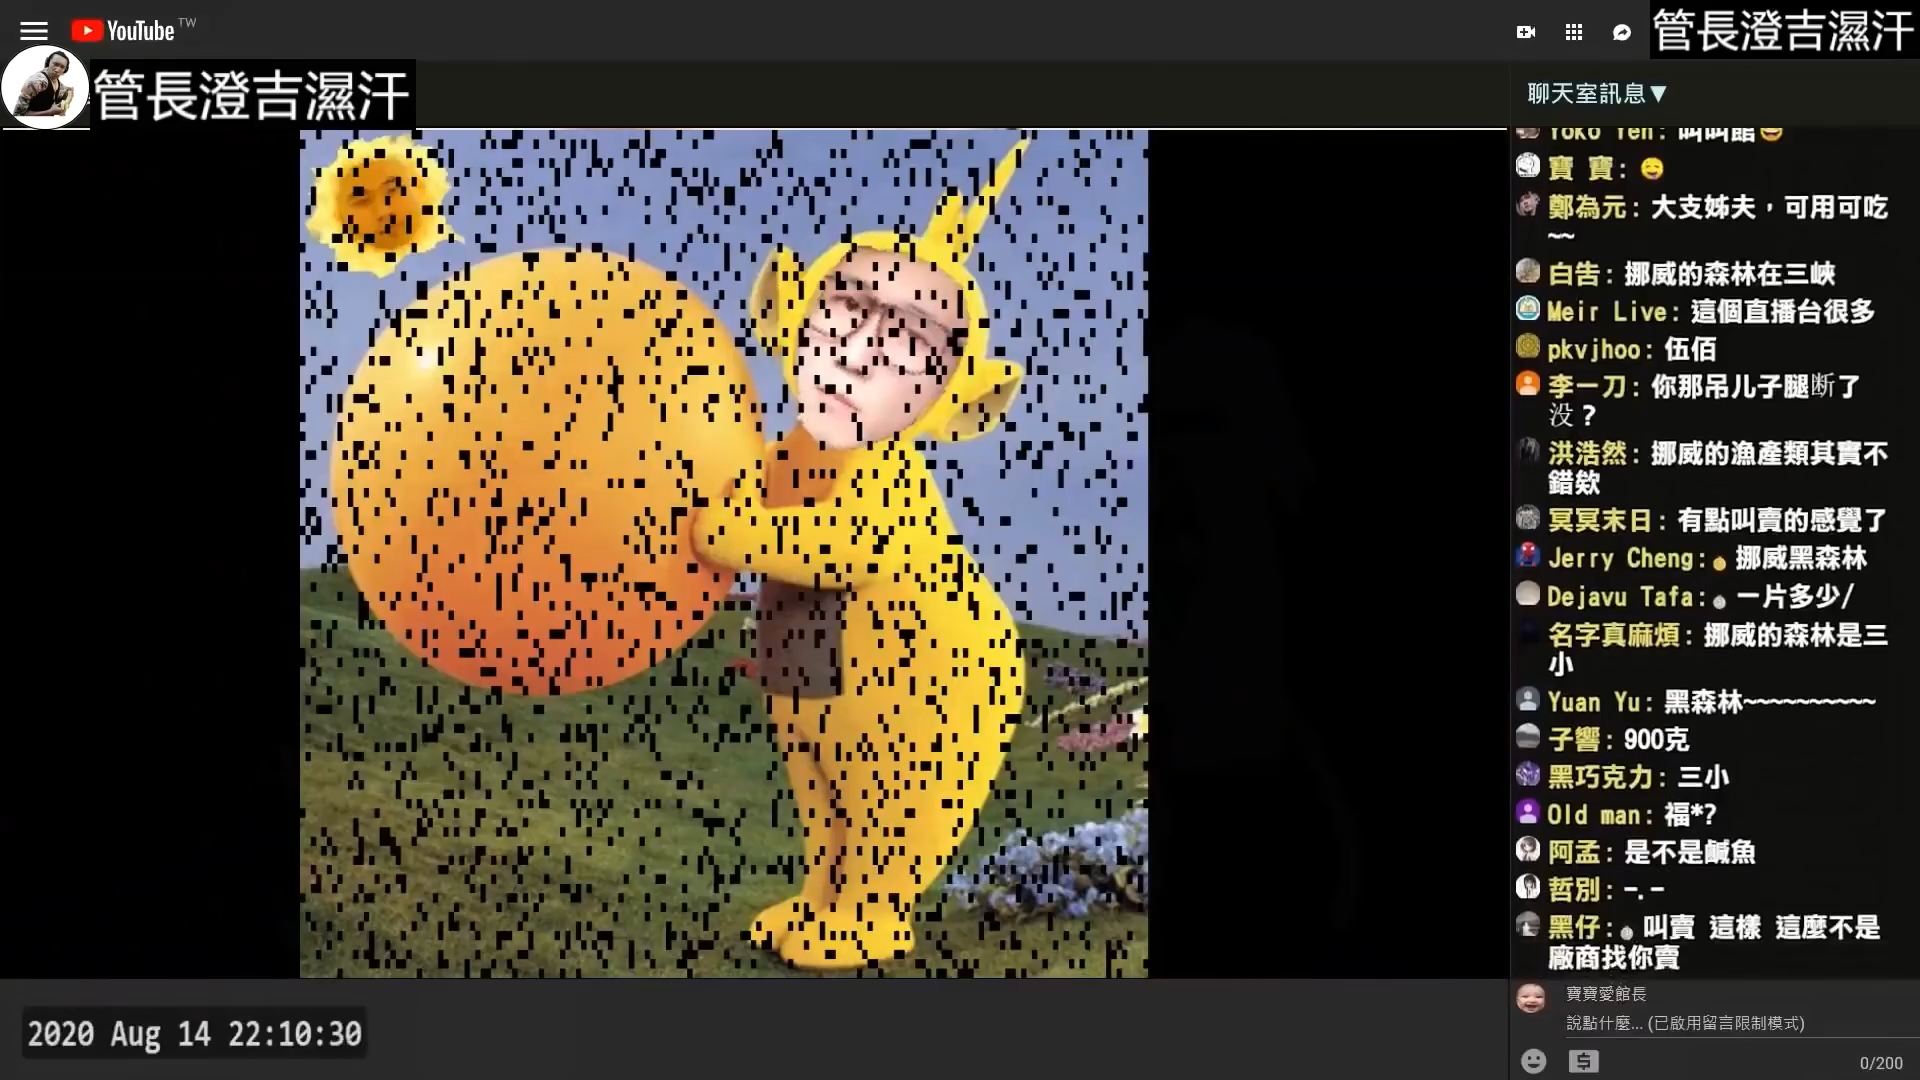 YouTube TW
管長澄吉濕汗
管長澄吉濕汗
聊天室訊息▼
Yoko Yen: 叫叫館😄
寶 寶: 🤤
鄭為元: 大支姊夫，可用可吃
~~
白告: 挪威的森林在三峽
Meir Live: 這個直播台很多
pkvjhoo: 伍佰
李一刀: 你那吊儿子腿断了
没?
洪浩然: 挪威的漁產類其實不
錯欸
冥冥末日: 有點叫賣的感覺了
Jerry Cheng: 挪威黑森林
Dejavu Tafa: 一片多少/
名字真麻煩: 挪威的森林是三
小
Yuan Yu: 黑森林~~~~~~~~~~
子響: 900克
黑巧克力: 三小
Old man: 福*?
阿孟: 是不是鹹魚
哲別: -.-
黑仔: 叫賣 這樣 這麼不是
廠商找你賣
寶寶愛館長
說點什麼... (已啟用留言限制模式)
0/200
2020 Aug 14 22:10:30